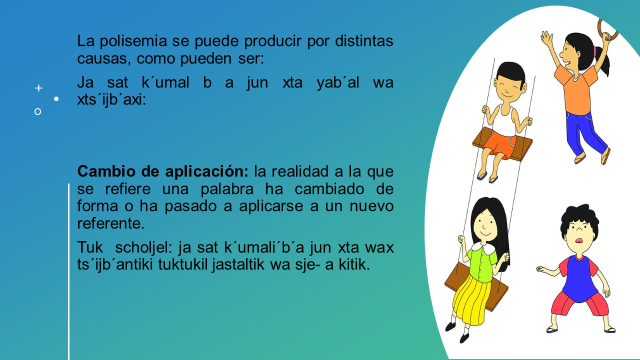 La polisemia se puede producir por distintas
causas, como pueden ser:
Ja sat k´umal b a jun xta yab´al wa
xts´ijb´axi:
Cambio de aplicación: la realidad a la que
se refiere una palabra ha cambiado de
forma o ha pasado a aplicarse a un nuevo
referente.
Tuk scholjel: ja sat k´umali´b´a jun xta wax
ts´ijb´antiki tuktukil jastaltik wa sje- a kitik.